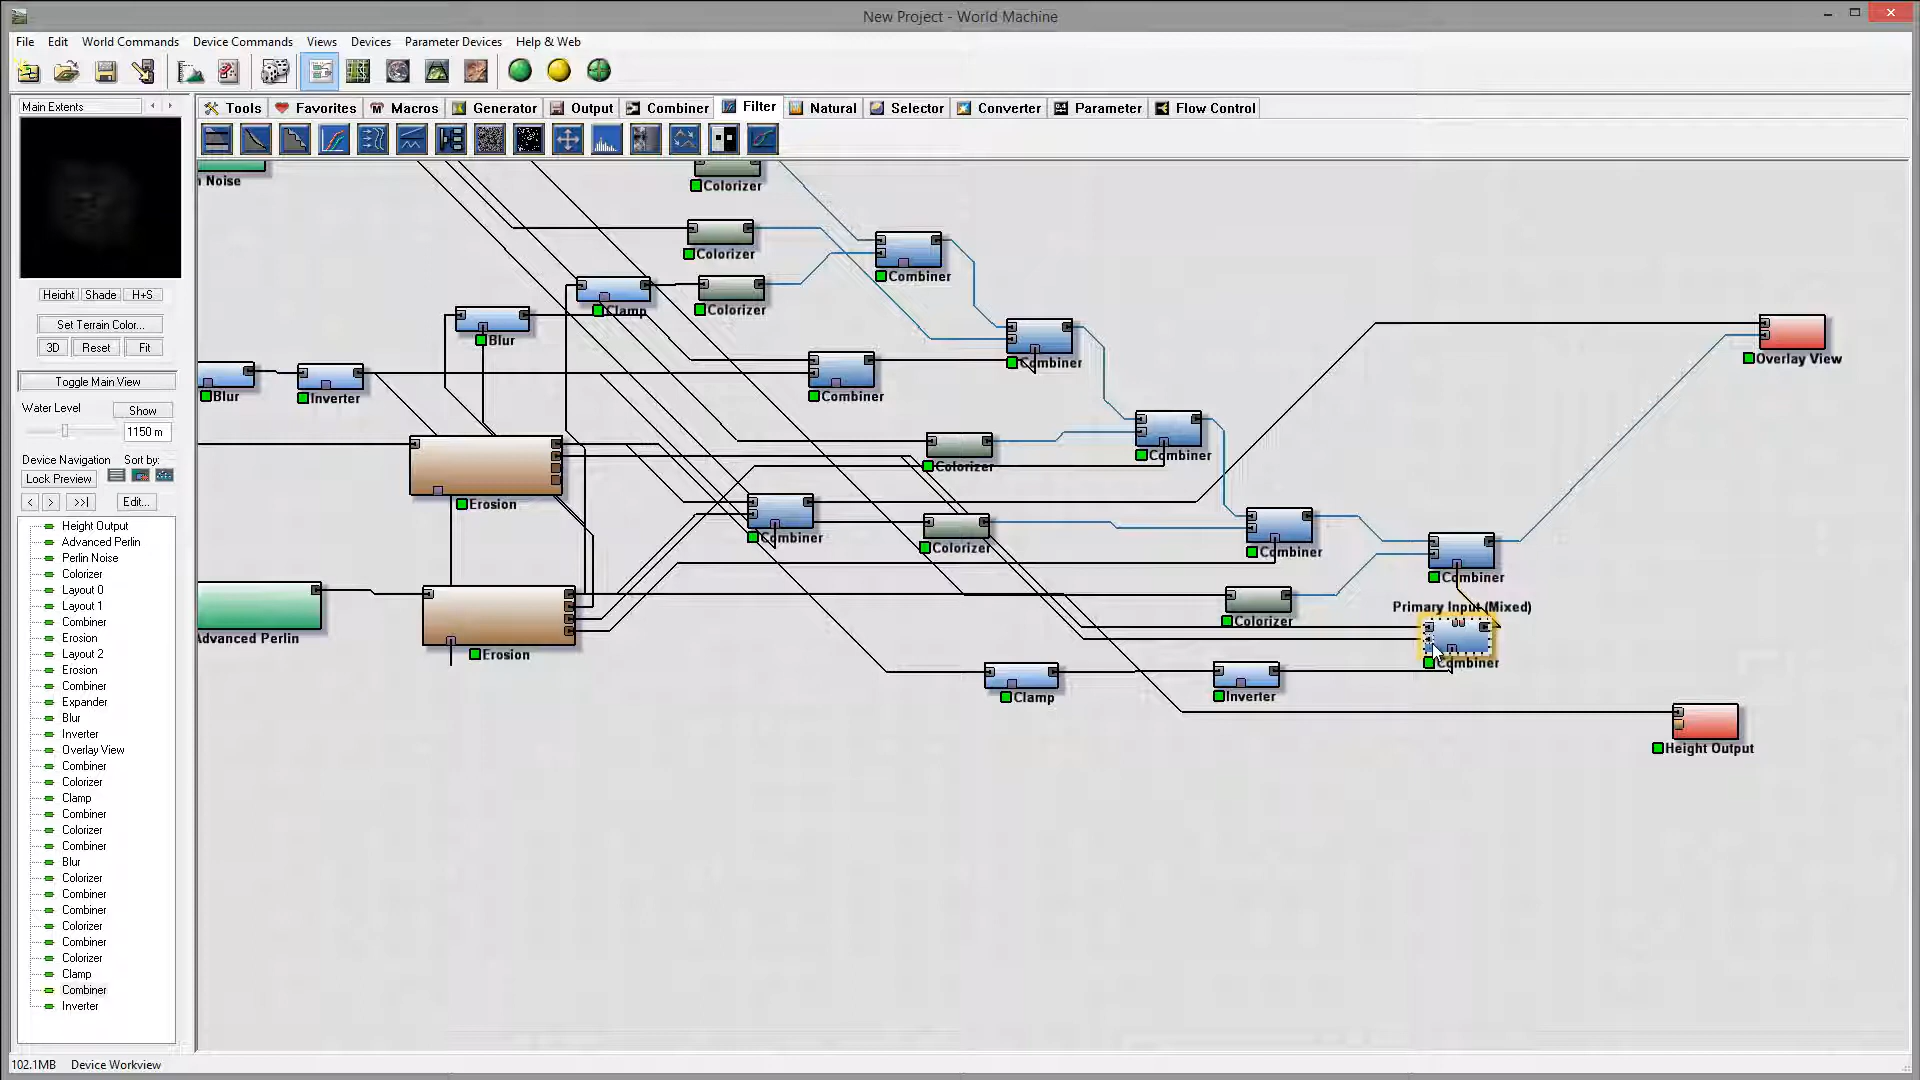 New Project - World Machine
File Edit World Commands Device Commands Views Devices Parameter Devices Help & Web
Main Extents
Tools Favorites Macros Generator Output Combiner Filter Natural Selector Converter Parameter Flow Control
n Noise
Colorizer
Colorizer
Combiner
Height Shade H+S
Clamp
Colorizer
Set Terrain Color...
Blur
3D Reset Fit
Overlay View
Combiner
Toggle Main View
Blur
Inverter
Combiner
Water Level Show
1150 m
Device Navigation Sort by:
Lock Preview
Colorizer
Combiner
< > >>| Edit...
Erosion
Combiner
Colorizer
Combiner
Combiner
Primary Input (Mixed)
Colorizer
Advanced Perlin
Erosion
Combiner
Clamp
Inverter
Height Output
Height Output
Advanced Perlin
Perlin Noise
Colorizer
Layout 0
Layout 1
Combiner
Erosion
Layout 2
Erosion
Combiner
Expander
Blur
Inverter
Overlay View
Combiner
Colorizer
Clamp
Combiner
Colorizer
Combiner
Blur
Colorizer
Combiner
Combiner
Colorizer
Combiner
Colorizer
Clamp
Combiner
Inverter
102.1MB Device Workview